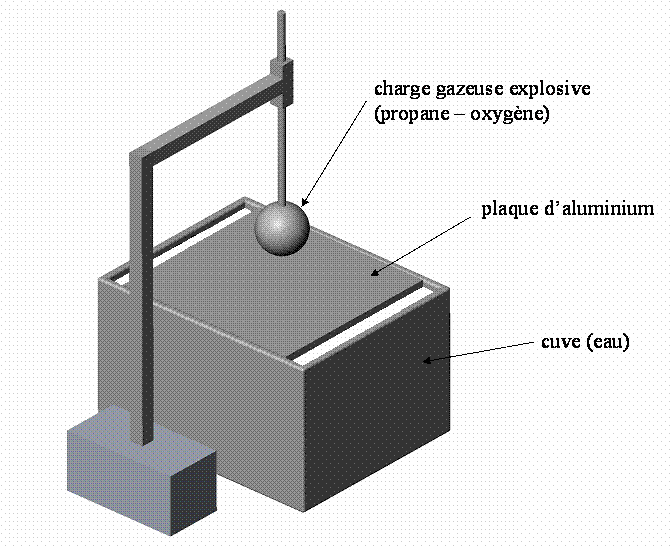 charge gazeuse explosive
(propane – oxygène)
plaque d’aluminium
cuve (eau)